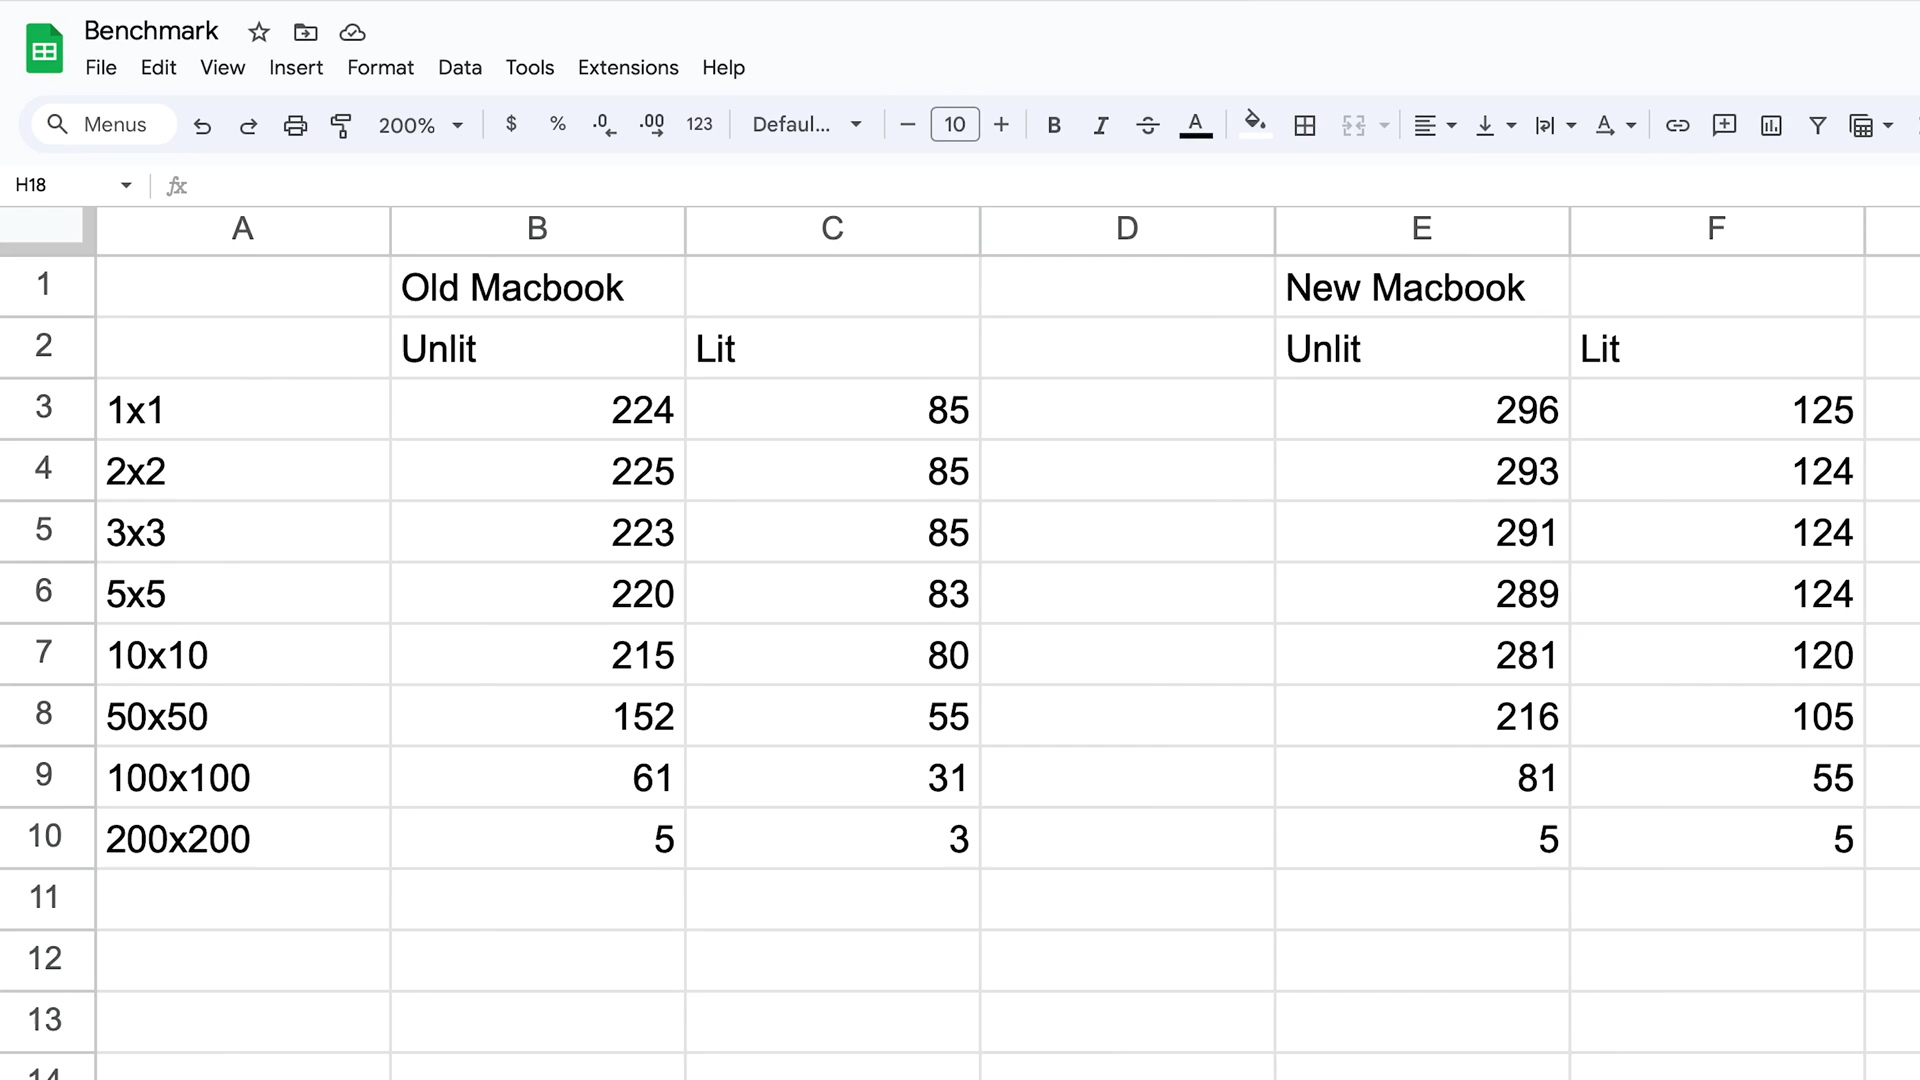 Benchmark
File Edit View Insert Format Data Tools Extensions Help
Menus 200% $ % .0 .00 123 Defaul... 10 B I S A A
H18 fx
A B C D E F
1 Old Macbook New Macbook
2 Unlit Lit Unlit Lit
3 1x1 224 85 296 125
4 2x2 225 85 293 124
5 3x3 223 85 291 124
6 5x5 220 83 289 124
7 10x10 215 80 281 120
8 50x50 152 55 216 105
9 100x100 61 31 81 55
10 200x200 5 3 5 5
11
12
13
14